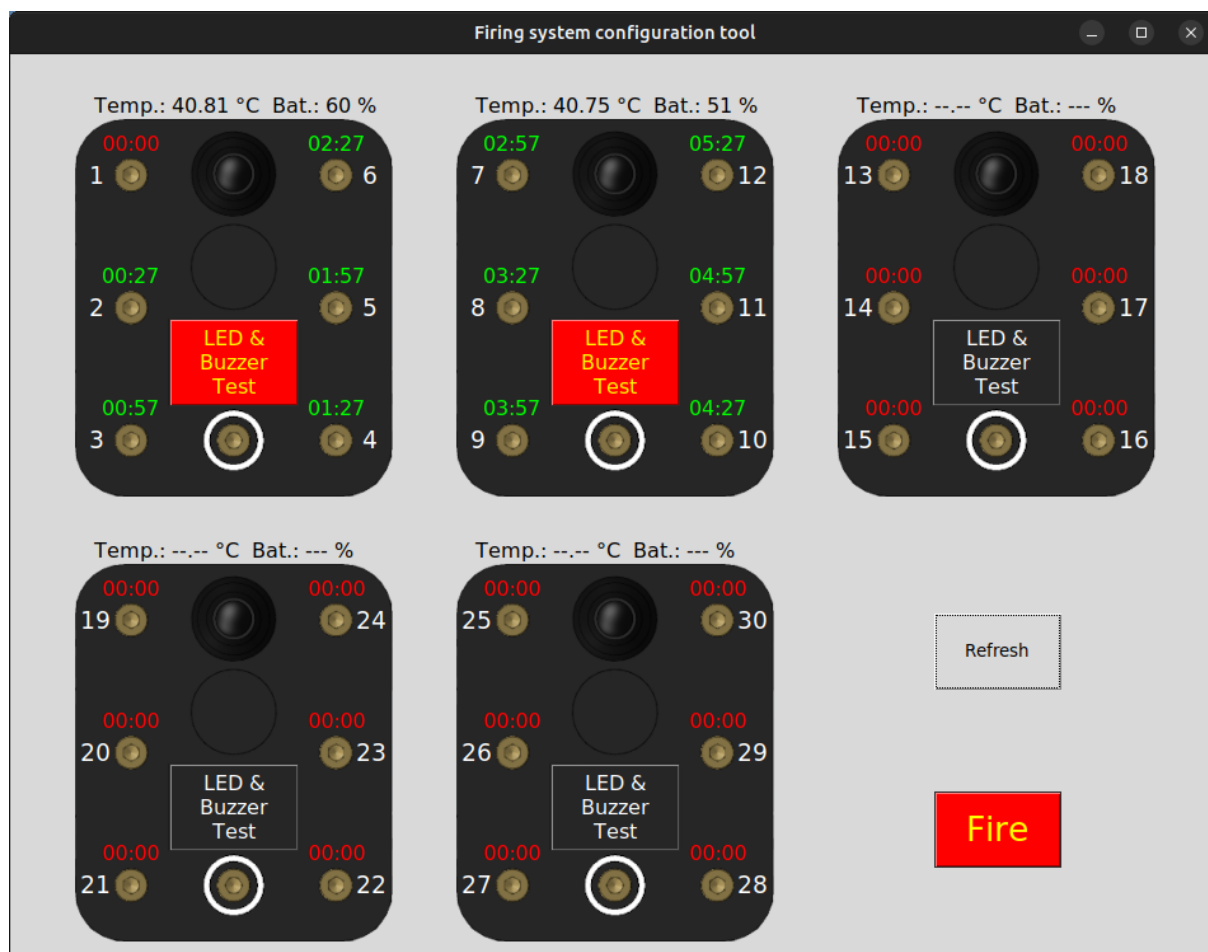 Firing system configuration tool
Temp.: 40.81 °C Bat.: 60 %
Temp.: 40.75 °C Bat.: 51 %
Temp.: --.-- °C Bat.: --- %
00:00
02:27
02:57
05:27
00:00
00:00
1
6
7
12
13
18
00:27
01:57
03:27
04:57
00:00
00:00
2
5
8
11
14
17
LED &
Buzzer
Test
LED &
Buzzer
Test
LED &
Buzzer
Test
00:57
01:27
03:57
04:27
00:00
00:00
3
4
9
10
15
16
Temp.: --.-- °C Bat.: --- %
Temp.: --.-- °C Bat.: --- %
00:00
00:00
00:00
00:00
19
24
25
30
Refresh
00:00
00:00
00:00
00:00
20
23
26
29
LED &
Buzzer
Test
LED &
Buzzer
Test
Fire
00:00
00:00
00:00
00:00
21
22
27
28